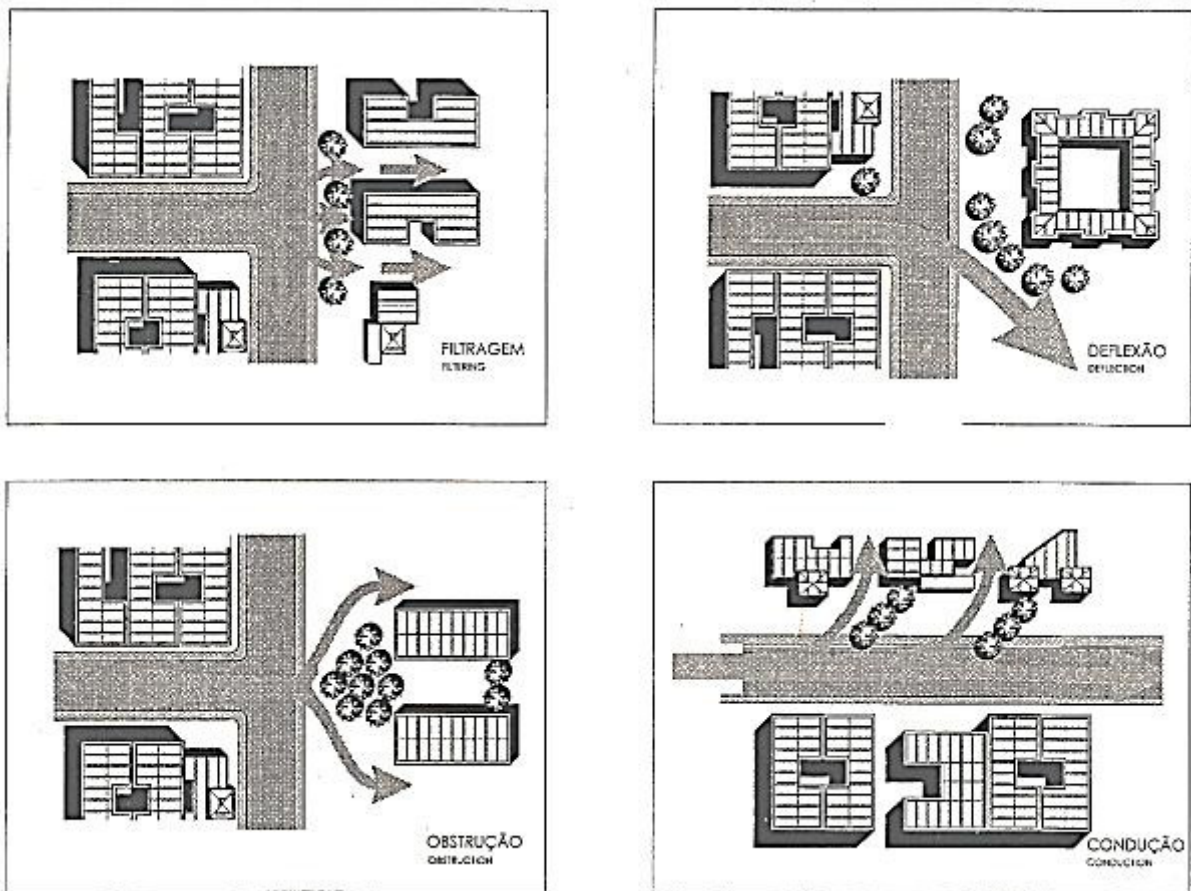 FILTRAGEM
FILTERING
DEFLEXÃO
DEFLECTION
OBSTRUÇÃO
OBSTRUCTION
CONDUÇÃO
CONDUCTION